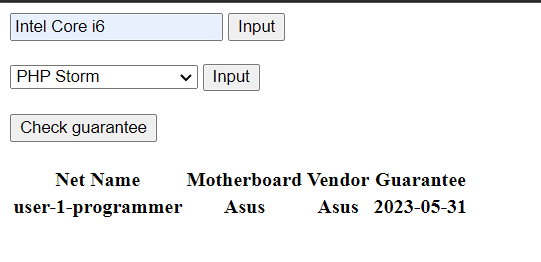 Intel Core i6 Input
PHP Storm Input
Check guarantee
Net Name Motherboard Vendor Guarantee
user-1-programmer Asus Asus 2023-05-31